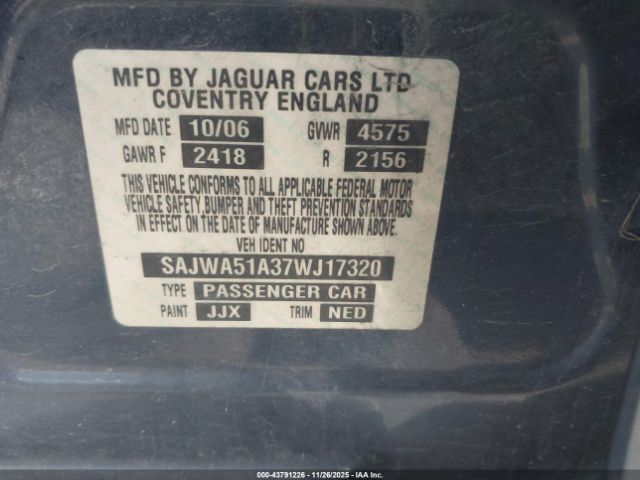 MFD BY JAGUAR CARS LTD
COVENTRY ENGLAND
MFD DATE 10/06 GVWR 4575
GAWR F 2418 R 2156
THIS VEHICLE CONFORMS TO ALL APPLICABLE FEDERAL MOTOR
VEHICLE SAFETY,BUMPER AND THEFT PREVENTION STANDARDS
IN EFFECT ON THE DATE OF MANUFACTURE SHOWN ABOVE.
VEH IDENT NO
SAJWA51A37WJ17320
TYPE PASSENGER CAR
PAINT JJX TRIM NED
000-43791226 | 11/26/2025 | IAA Inc.